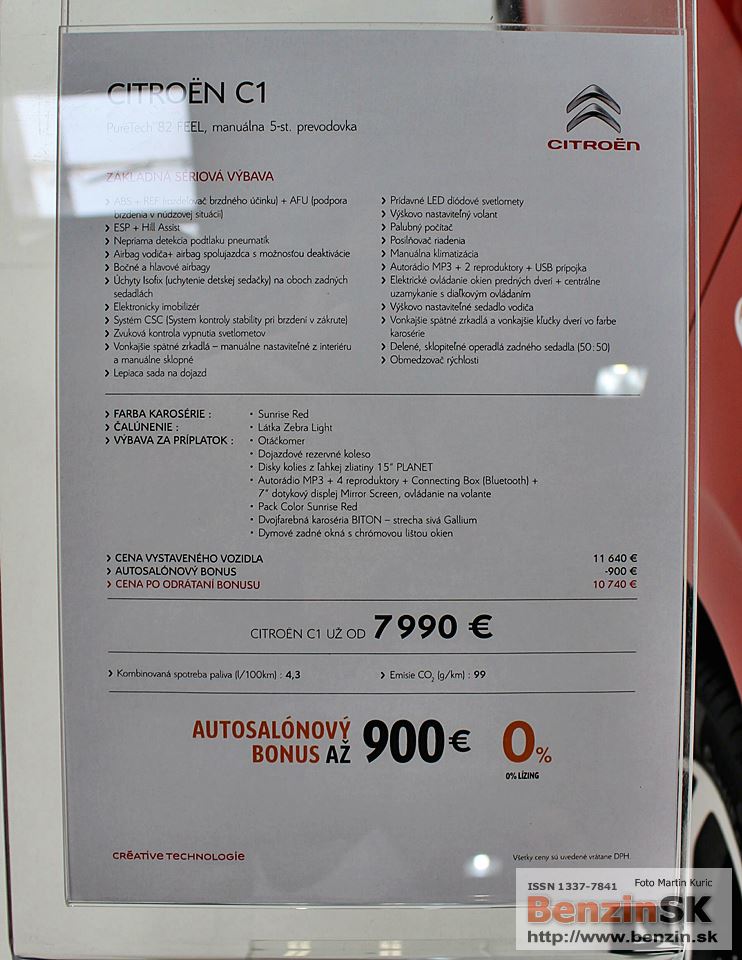 CITROËN C1
PureTech 82 FEEL, manuálna 5-st. prevodovka
CITROËN
ZÁKLADNÁ SÉRIOVÁ VÝBAVA
ABS + REF (rozdeľovač brzdného účinku) + AFU (podpora
brzdenia v núdzovej situácii)
ESP + Hill Assist
Nepriama detekcia podtlaku pneumatík
Airbag vodiča+ airbag spolujazdca s možnosťou deaktivácie
Bočné a hlavové airbagy
Úchyty Isofix (uchytenie detskej sedačky) na oboch zadných
sedadlách
Elektronický imobilizér
Systém CSC (System kontroly stability pri brzdení v zákrute)
Zvuková kontrola vypnutia svetlometov
Vonkajšie spätné zrkadlá – manuálne nastaviteľné z interiéru
a manuálne sklopné
Lepiaca sada na dojazd
Prídavné LED diódové svetlomety
Výškovo nastaviteľný volant
Palubný počítač
Posilňovač riadenia
Manuálna klimatizácia
Autorádio MP3 + 2 reproduktory + USB prípojka
Elektrické ovládanie okien predných dverí + centrálne
uzamykanie s diaľkovým ovládaním
Výškovo nastaviteľné sedadlo vodiča
Vonkajšie spätné zrkadlá a vonkajšie kľučky dverí vo farbe
karosérie
Delené, sklopiteľné operadlá zadného sedadla (50:50)
Obmedzovač rýchlosti
FARBA KAROSÉRIE : • Sunrise Red
ČALÚNENIE : • Látka Zebra Light
VÝBAVA ZA PRÍPLATOK : • Otáčkomer
• Dojazdové rezervné koleso
• Disky kolies z ľahkej zliatiny 15" PLANET
• Autorádio MP3 + 4 reproduktory + Connecting Box (Bluetooth) +
7" dotykový displej Mirror Screen, ovládanie na volante
• Pack Color Sunrise Red
• Dvojfarebná karoséria BITON – strecha sivá Gallium
• Dymové zadné okná s chrómovou lištou okien
CENA VYSTAVENÉHO VOZIDLA 11 640 €
AUTOSALÓNOVÝ BONUS -900 €
CENA PO ODRÁTANÍ BONUSU 10 740 €
CITROËN C1 UŽ OD 7 990 €
Kombinovaná spotreba paliva (l/100km) : 4,3
Emisie CO₂ (g/km) : 99
AUTOSALÓNOVÝ
BONUS AŽ 900 €
0%
0% LÍZING
CRÉATIVE TECHNOLOGIE
Všetky ceny sú uvedené vrátane DPH.
ISSN 1337-7841 Foto Martin Kuric
BenzinSK
http://www.benzin.sk